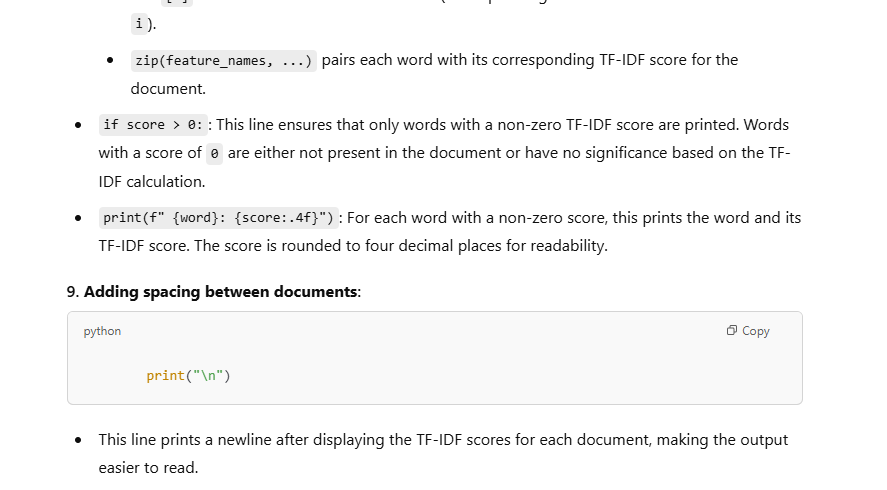 i ).
• zip(feature_names, ...) pairs each word with its corresponding TF-IDF score for the
document.
• if score > 0: : This line ensures that only words with a non-zero TF-IDF score are printed. Words
with a score of 0 are either not present in the document or have no significance based on the TF-
IDF calculation.
• print(f" {word}: {score:.4f}") : For each word with a non-zero score, this prints the word and its
TF-IDF score. The score is rounded to four decimal places for readability.
9. Adding spacing between documents:
python
Copy
print("\n")
• This line prints a newline after displaying the TF-IDF scores for each document, making the output
easier to read.